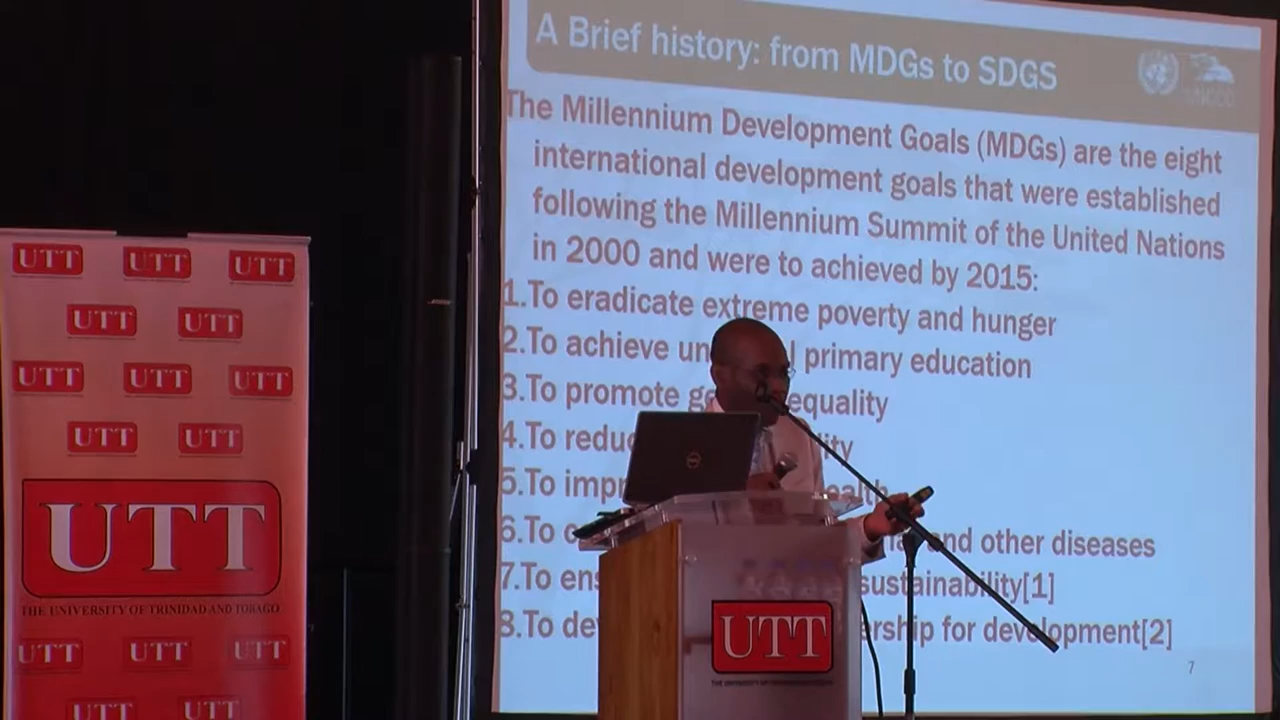 A Brief history: from MDGs to SDGS
The Millennium Development Goals (MDGs) are the eight
international development goals that were established
following the Millennium Summit of the United Nations
in 2000 and were to achieved by 2015:
1.To eradicate extreme poverty and hunger
2.To achieve primary education
3.To promote equality
4.To
5.To
6.To and other diseases
7.To sustainability[1]
8.To for development[2]
7
UTT UTT UTT
UTT UTT
UTT UTT UTT
UTT UTT
UTT
THE UNIVERSITY OF TRINIDAD AND TOBAGO
UTT UTT UTT
UTT UTT
UTT